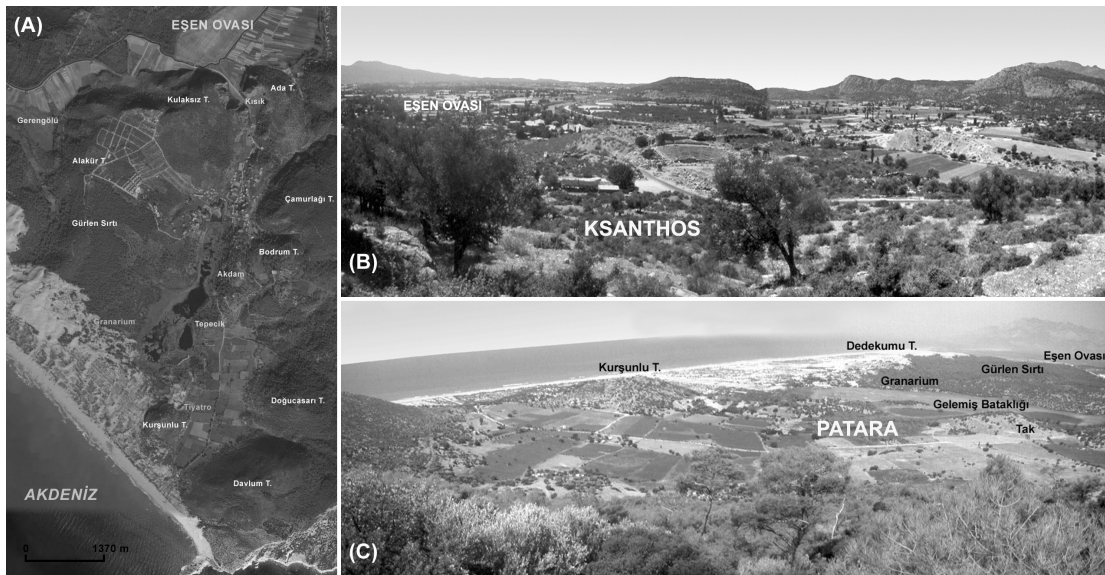 (A)
EŞEN OVASI
Kulaksız T.
Ada T.
Kısık
Gerengölü
Alakür T.
Çamurlağı T.
Gürlen Sırtı
Bodrum T.
Akdam
Granarium
Tepecik
Doğucasarı T.
Tiyatro
Kurşunlu T.
Davlum T.
AKDENİZ
0 1370 m
EŞEN OVASI
KSANTHOS
(B)
Dedekumu T.
Eşen Ovası
Kurşunlu T.
Gürlen Sırtı
Granarium
Gelemiş Bataklığı
PATARA
Tak
(C)